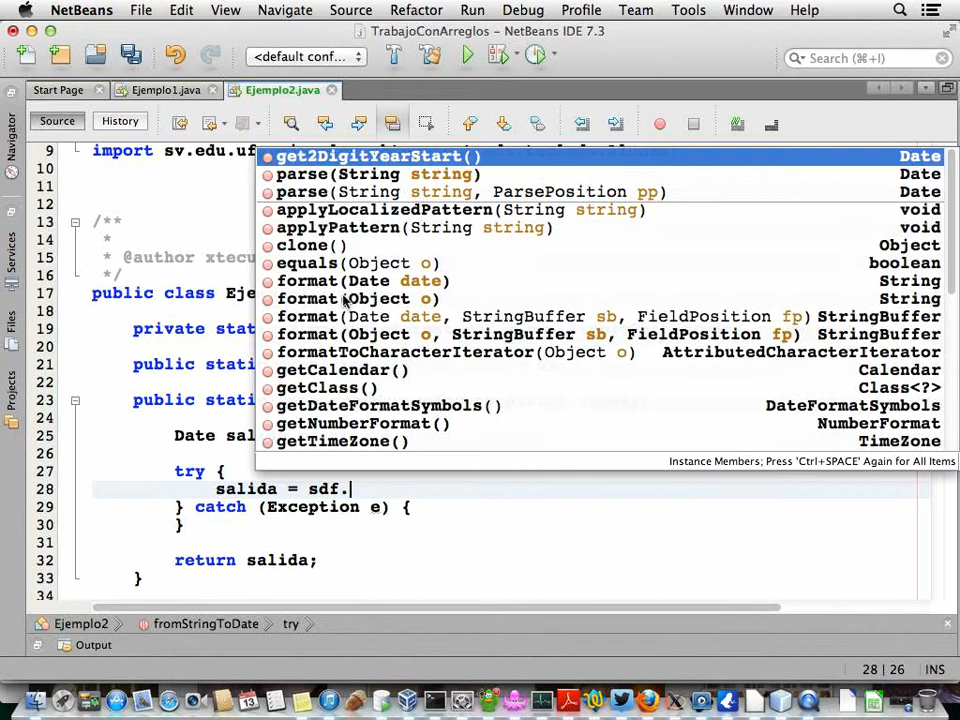 NetBeans File Edit View Navigate Source Refactor Run Debug Profile Team Tools Window Help
TrabajoConArreglos – NetBeans IDE 7.3
<default conf... Search (⌘+I)
Start Page Ejemplo1.java Ejemplo2.java
Source History
Navigator
Services
Files
Projects
9 import sv.edu.uf
10
11
12
13 /**
14 *
15 * @author xtecu
16 */
17 public class Eje
18
19 private stat
20
21 public stati
22
23 public stati
24
25 Date sal
26
27 try {
28 salida = sdf.
29 } catch (Exception e) {
30 }
31
32 return salida;
33 }
34
get2DigitYearStart() Date
parse(String string) Date
parse(String string, ParsePosition pp) Date
applyLocalizedPattern(String string) void
applyPattern(String string) void
clone() Object
equals(Object o) boolean
format(Date date) String
format(Object o) String
format(Date date, StringBuffer sb, FieldPosition fp) StringBuffer
format(Object o, StringBuffer sb, FieldPosition fp) StringBuffer
formatToCharacterIterator(Object o) AttributedCharacterIterator
getCalendar() Calendar
getClass() Class<?>
getDateFormatSymbols() DateFormatSymbols
getNumberFormat() NumberFormat
getTimeZone() TimeZone
Instance Members; Press 'Ctrl+SPACE' Again for All Items
Ejemplo2 fromStringToDate try
Output
28 | 26 INS